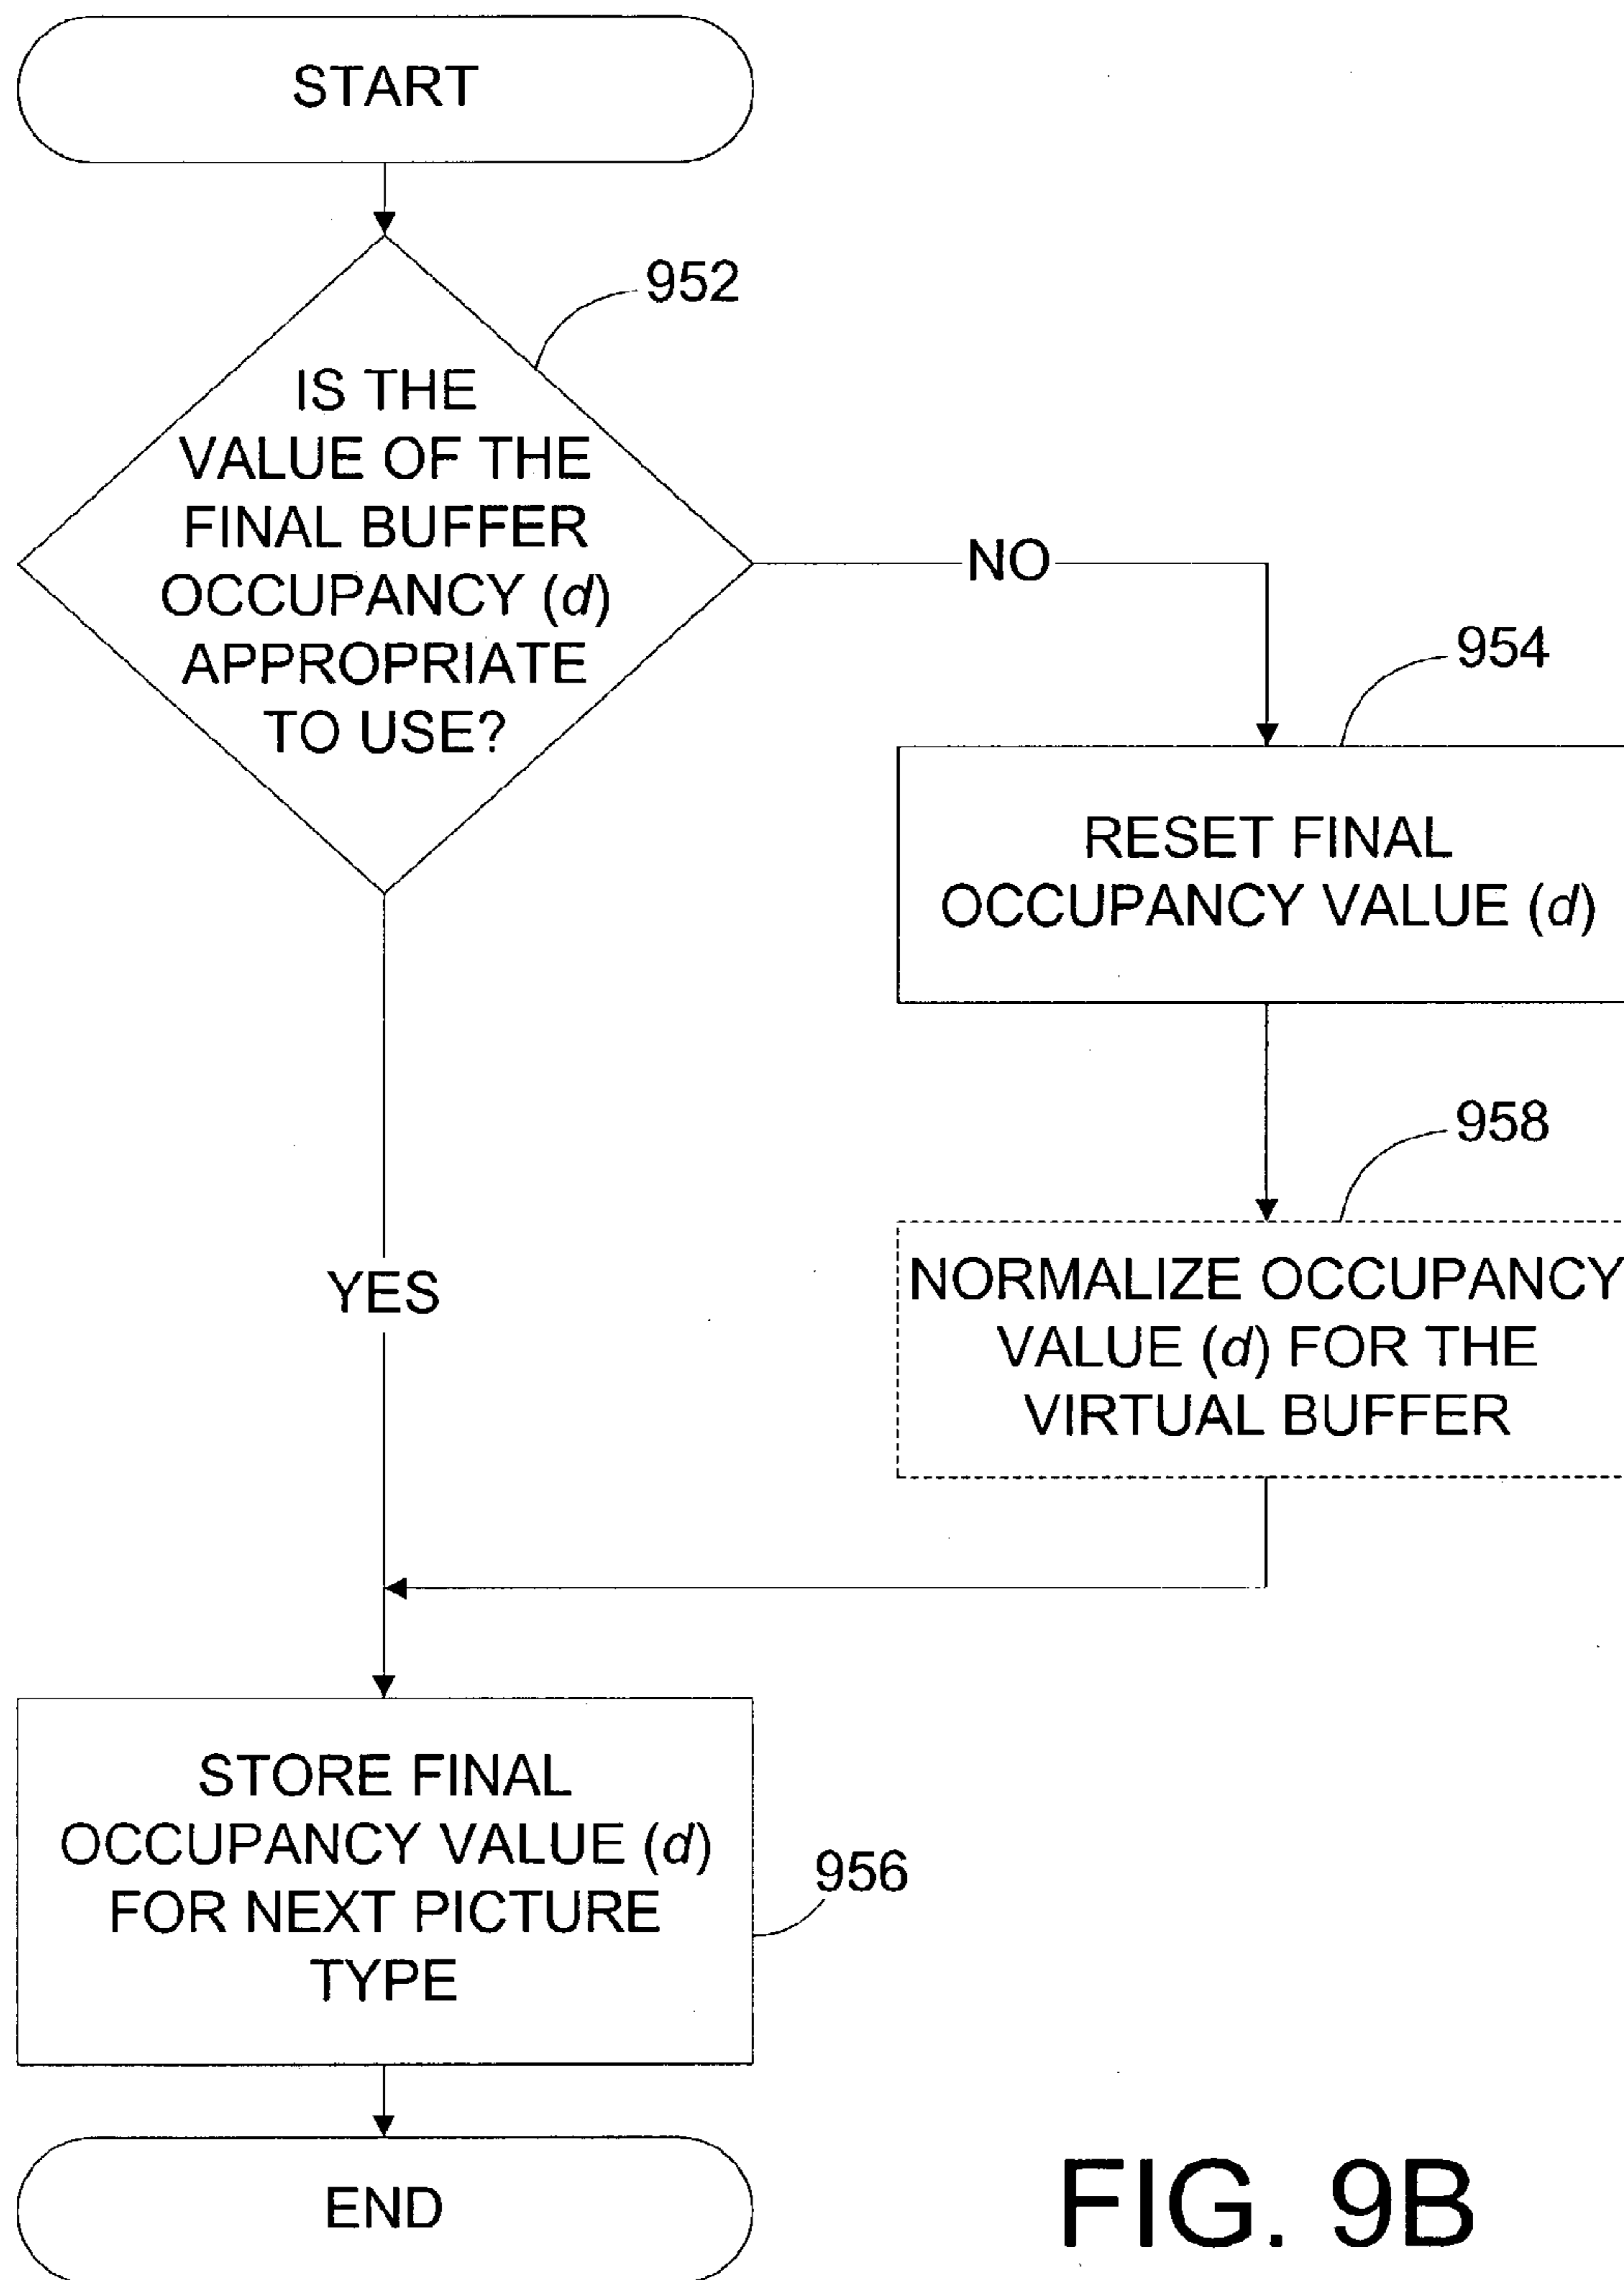 START
952
IS THE
VALUE OF THE
FINAL BUFFER
OCCUPANCY (d)
APPROPRIATE
TO USE?
NO
954
RESET FINAL
OCCUPANCY VALUE (d)
958
NORMALIZE OCCUPANCY
VALUE (d) FOR THE
VIRTUAL BUFFER
YES
STORE FINAL
OCCUPANCY VALUE (d)
FOR NEXT PICTURE
TYPE
956
END
FIG. 9B